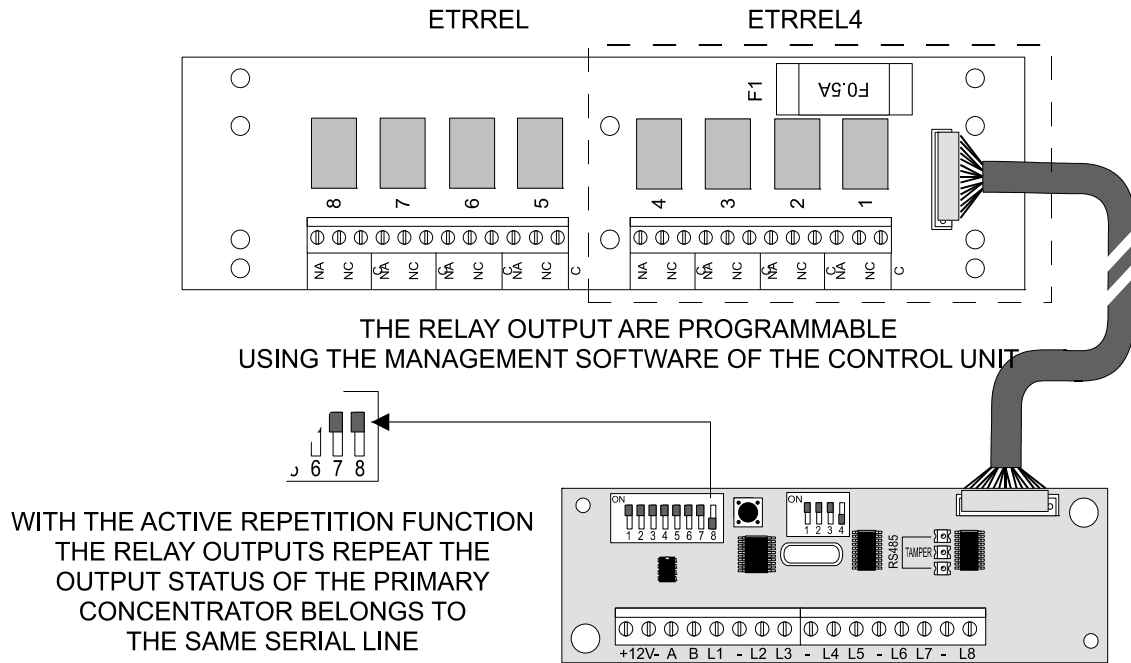 ETRREL ETRREL4
F1
F0.5A
8 7 6 5 4 3 2 1
NA NC C NA NC C NA NC C NA NC C NA NC C NA NC C NA NC C NA NC C
THE RELAY OUTPUT ARE PROGRAMMABLE
USING THE MANAGEMENT SOFTWARE OF THE CONTROL UNIT
6 7 8
WITH THE ACTIVE REPETITION FUNCTION
THE RELAY OUTPUTS REPEAT THE
OUTPUT STATUS OF THE PRIMARY
CONCENTRATOR BELONGS TO
THE SAME SERIAL LINE
ON
1 2 3 4 5 6 7 8
ON
1 2 3 4
RS485
TAMPER
+12V- A B L1 - L2 L3 - L4 L5 - L6 L7 - L8